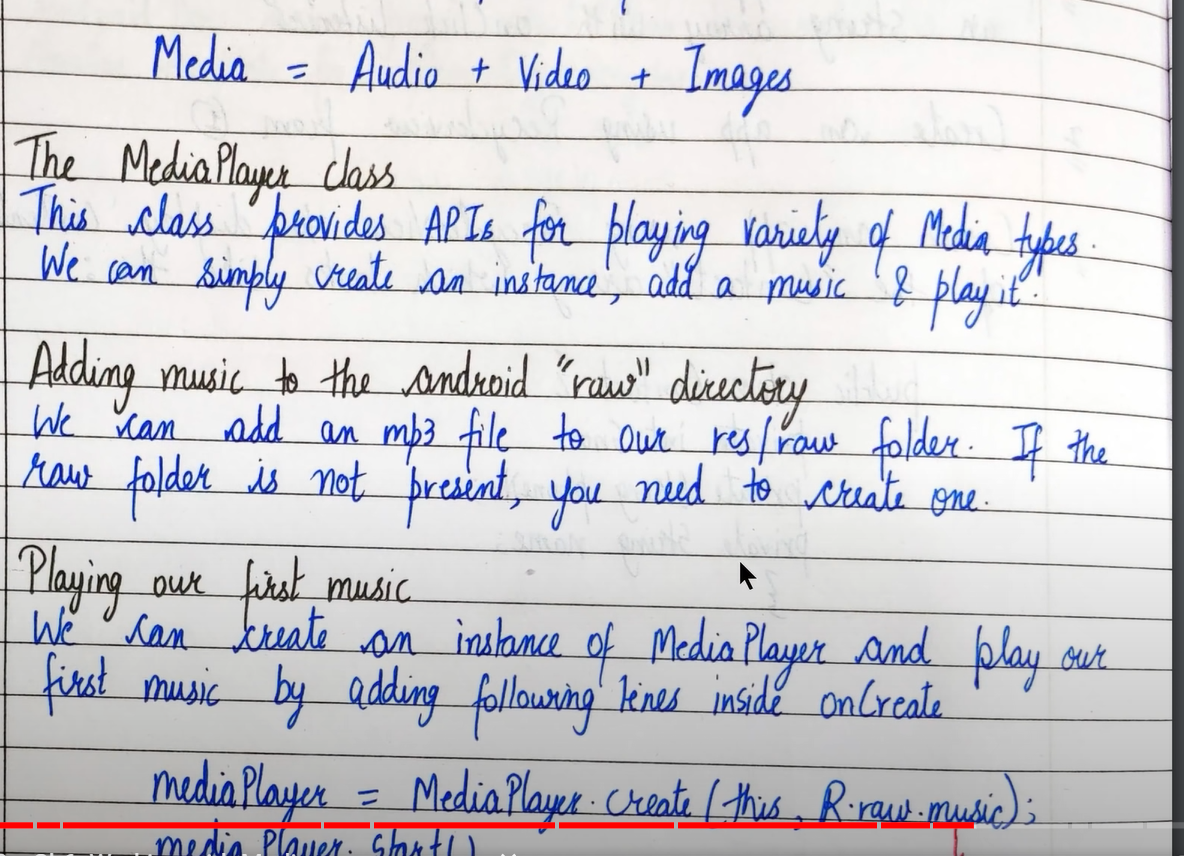 Media = Audio + Video + Images
The MediaPlayer class
This class provides APIs for playing variety of Media types.
We can simply create an instance, add a music & play it.
Adding music to the android "raw" directory
We can add an mp3 file to our res/raw folder. If the
raw folder is not present, you need to create one.
Playing our first music
We can create an instance of MediaPlayer and play our
first music by adding following lines inside onCreate
mediaPlayer = MediaPlayer.create(this, R.raw.music);
media Player. start()